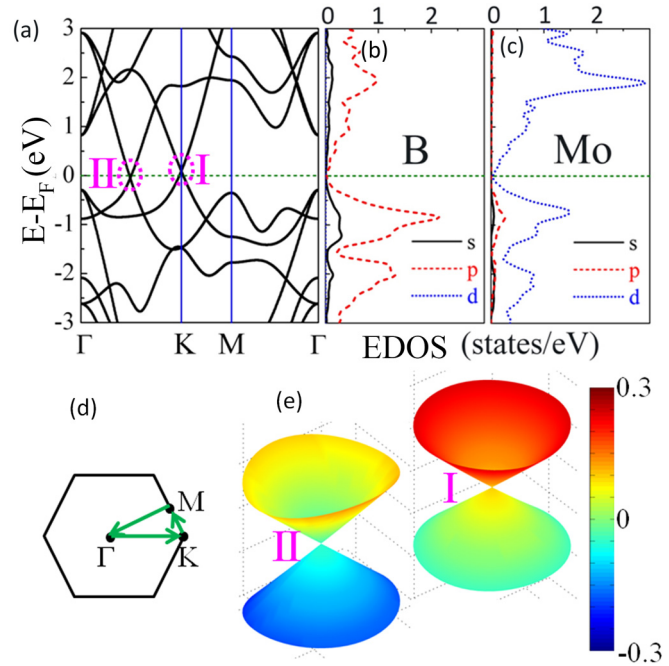 (a)
3
2
1
0
-1
-2
-3
E-E_F (eV)
II
I
Γ K M Γ
0 1 2
(b)
B
s
p
d
0 1 2 3
(c)
Mo
s
p
d
EDOS (states/eV)
(d)
Γ
M
K
(e)
II
I
0.3
0
-0.3